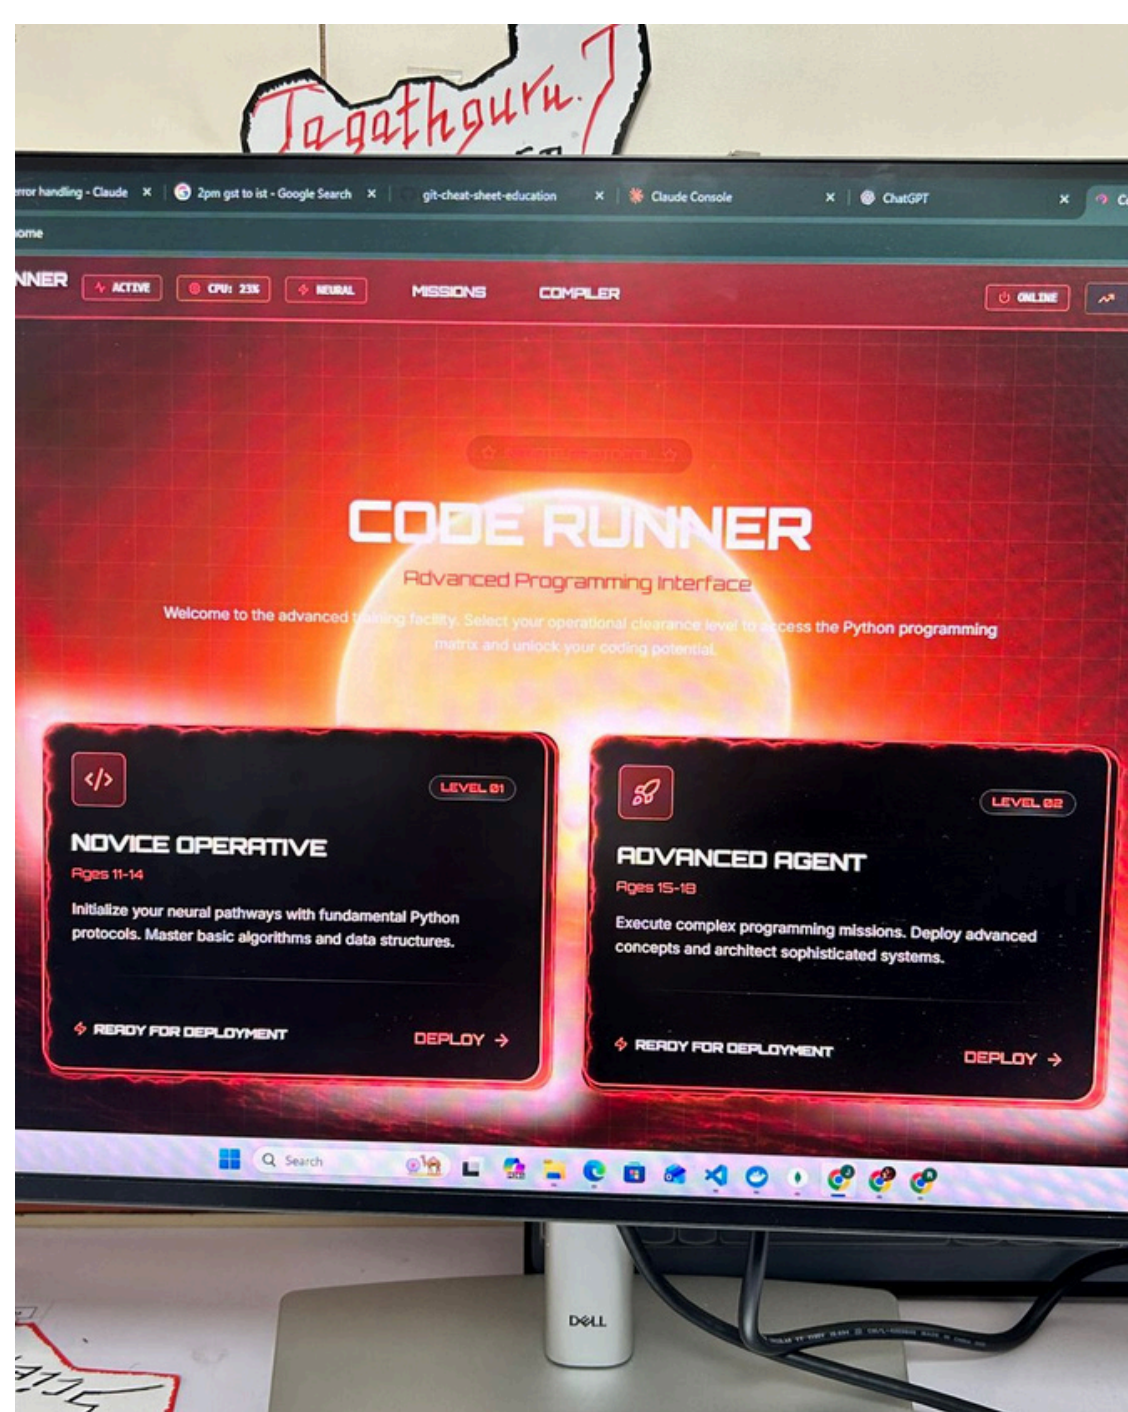 Jagathguru. J
error handling - Claude
2pm gst to ist - Google Search
git-cheat-sheet-education
Claude Console
ChatGPT
NNER
ACTIVE
CPU: 23%
NEURAL
MISSIONS
COMPILER
ONLINE
CODE RUNNER
Advanced Programming Interface
Welcome to the advanced training facility. Select your operational clearance level to access the Python programming
matrix and unlock your coding potential.
LEVEL 01
NOVICE OPERATIVE
Ages 11-14
Initialize your neural pathways with fundamental Python
protocols. Master basic algorithms and data structures.
READY FOR DEPLOYMENT
DEPLOY
LEVEL 02
ADVANCED AGENT
Ages 15-18
Execute complex programming missions. Deploy advanced
concepts and architect sophisticated systems.
READY FOR DEPLOYMENT
DEPLOY
Search
DELL